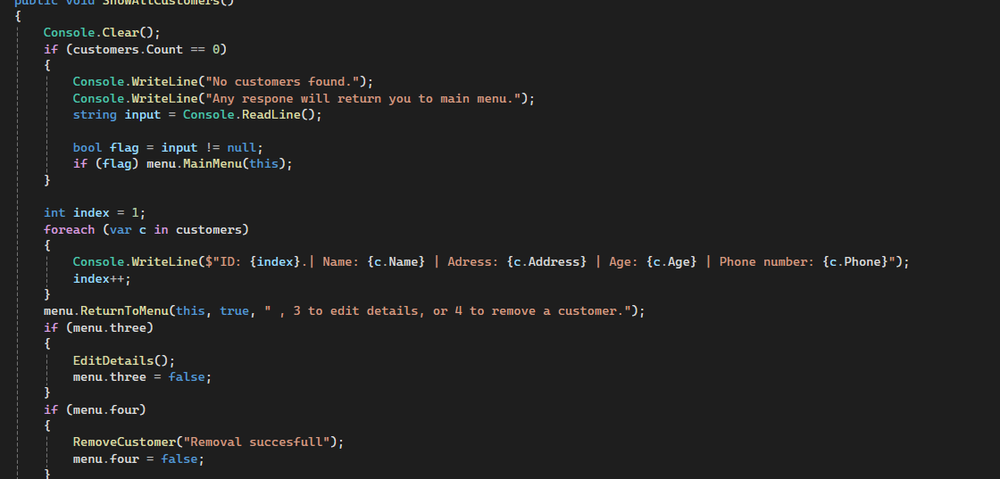 public void ShowAllCustomers()
{
Console.Clear();
if (customers.Count == 0)
{
Console.WriteLine("No customers found.");
Console.WriteLine("Any respone will return you to main menu.");
string input = Console.ReadLine();
bool flag = input != null;
if (flag) menu.MainMenu(this);
}
int index = 1;
foreach (var c in customers)
{
Console.WriteLine($"ID: {index}.| Name: {c.Name} | Adress: {c.Address} | Age: {c.Age} | Phone number: {c.Phone}");
index++;
}
menu.ReturnToMenu(this, true, " , 3 to edit details, or 4 to remove a customer.");
if (menu.three)
{
EditDetails();
menu.three = false;
}
if (menu.four)
{
RemoveCustomer("Removal succesfull");
menu.four = false;
}